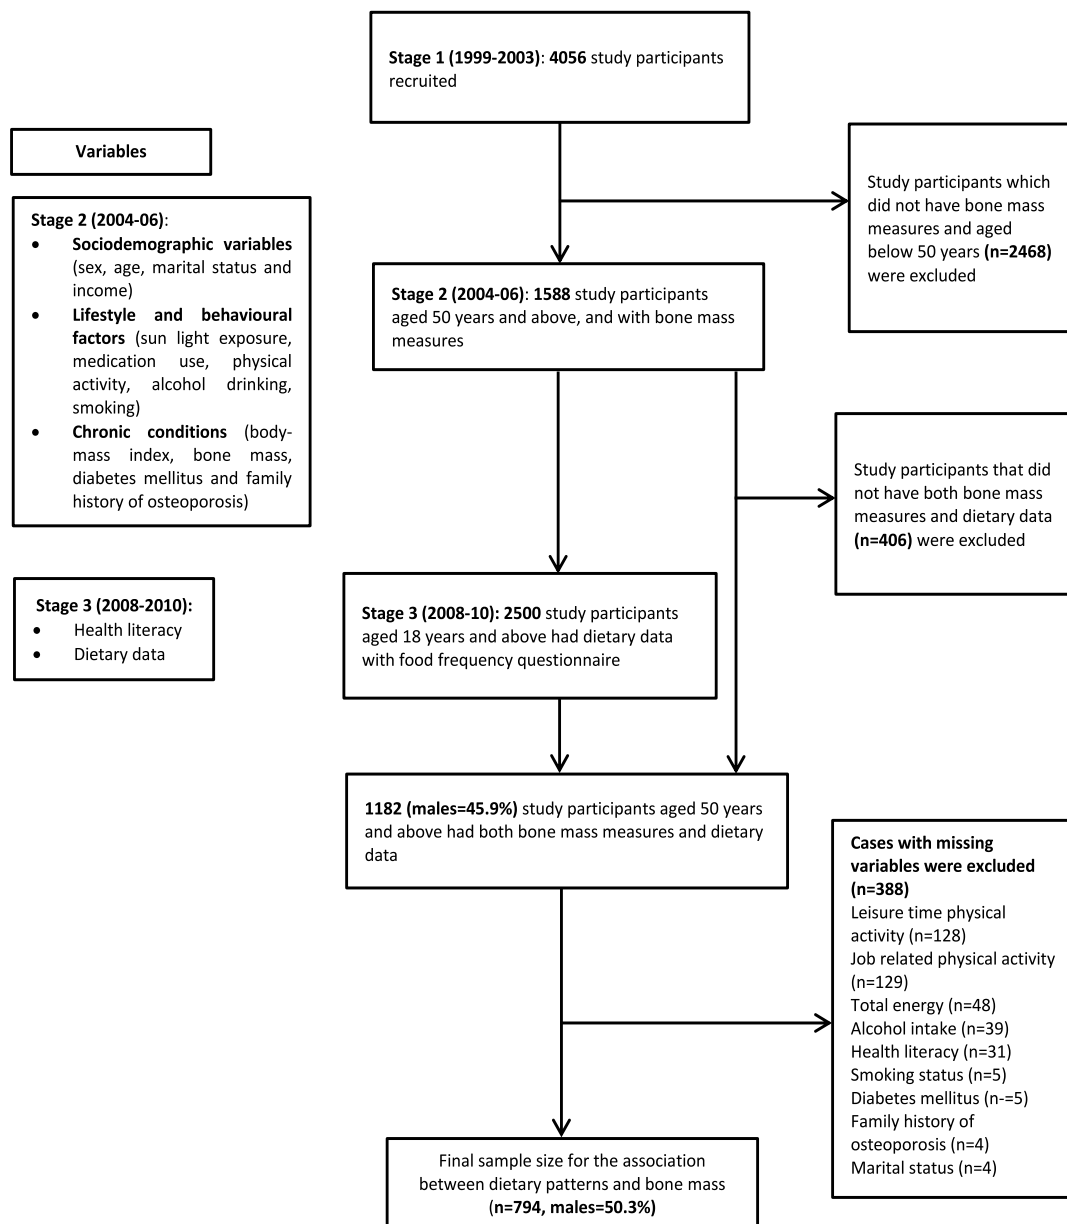 Stage 1 (1999-2003): 4056 study participants
recruited
Variables
Study participants which
did not have bone mass
measures and aged
below 50 years (n=2468)
were excluded
Stage 2 (2004-06):
• Sociodemographic variables
(sex, age, marital status and
income)
• Lifestyle and behavioural
factors (sun light exposure,
medication use, physical
activity, alcohol drinking,
smoking)
• Chronic conditions (body-
mass index, bone mass,
diabetes mellitus and family
history of osteoporosis)
Stage 2 (2004-06): 1588 study participants
aged 50 years and above, and with bone mass
measures
Study participants that did
not have both bone mass
measures and dietary data
(n=406) were excluded
Stage 3 (2008-2010):
• Health literacy
• Dietary data
Stage 3 (2008-10): 2500 study participants
aged 18 years and above had dietary data
with food frequency questionnaire
1182 (males=45.9%) study participants aged 50 years
and above had both bone mass measures and dietary
data
Cases with missing
variables were excluded
(n=388)
Leisure time physical
activity (n=128)
Job related physical activity
(n=129)
Total energy (n=48)
Alcohol intake (n=39)
Health literacy (n=31)
Smoking status (n=5)
Diabetes mellitus (n-=5)
Family history of
osteoporosis (n=4)
Marital status (n=4)
Final sample size for the association
between dietary patterns and bone mass
(n=794, males=50.3%)